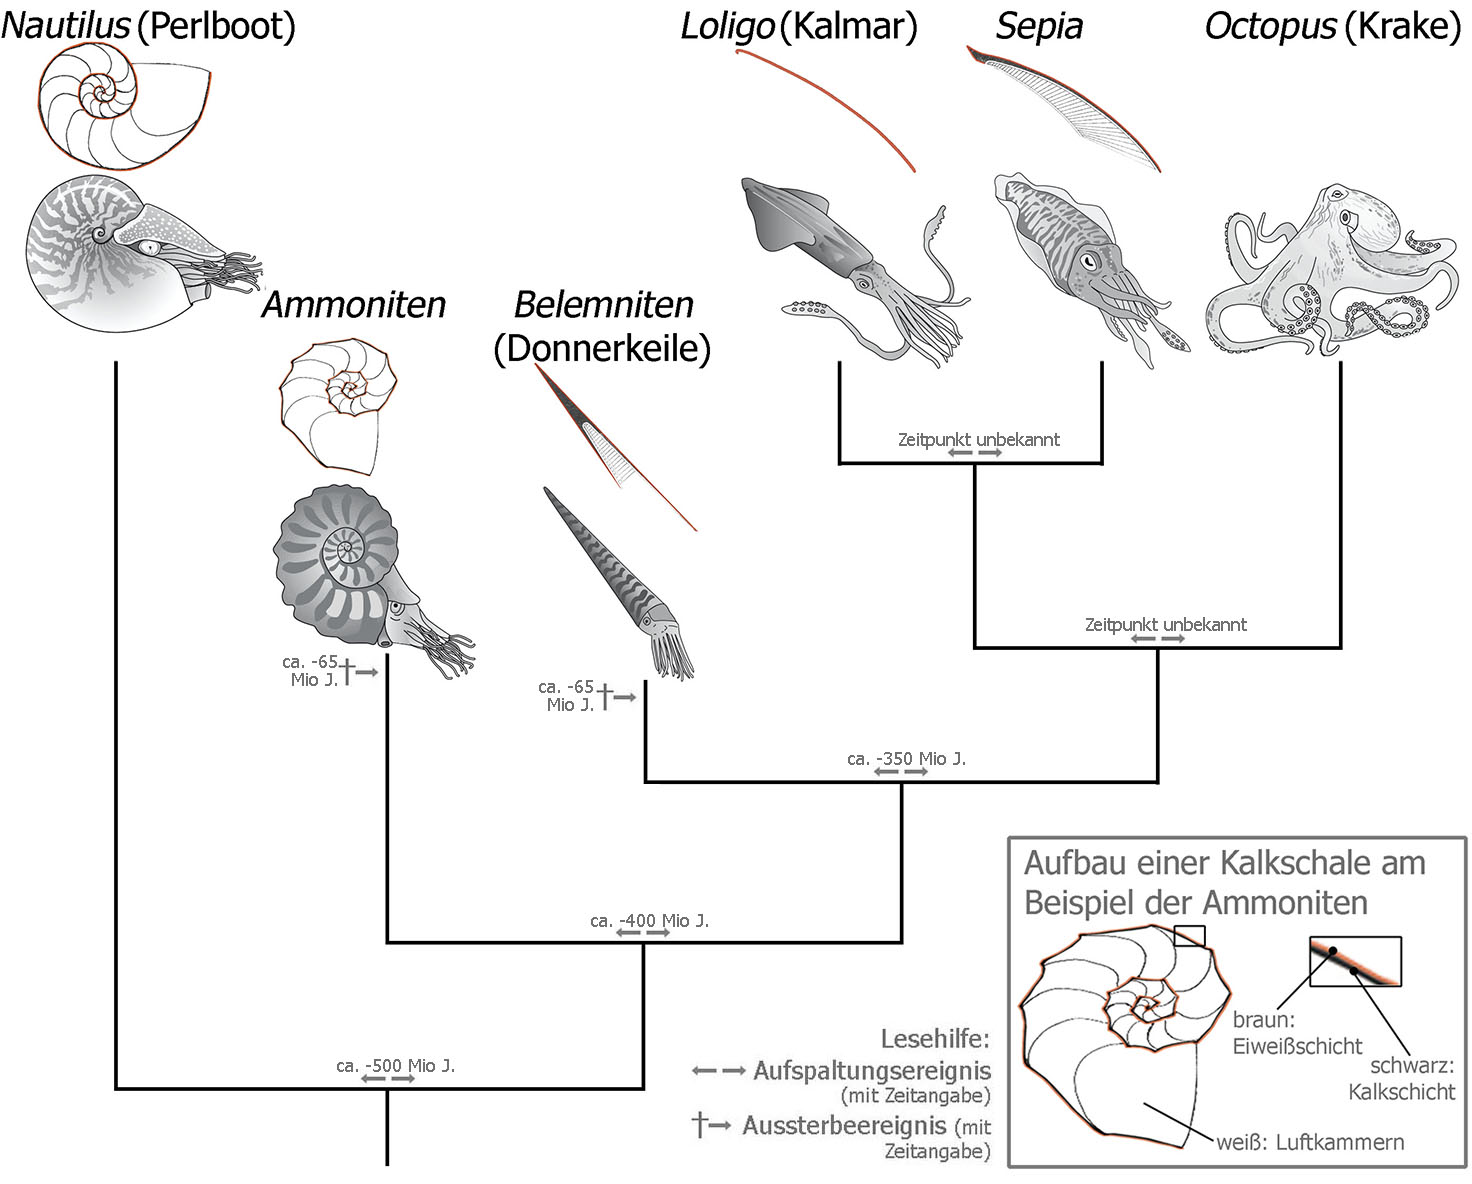 Nautilus (Perlboot)
Loligo (Kalmar)
Sepia
Octopus (Krake)
Ammoniten
Belemniten
(Donnerkeile)
Zeitpunkt unbekannt
Zeitpunkt unbekannt
ca. -65
Mio J.
ca. -65
Mio J.
ca. -350 Mio J.
ca. -400 Mio J.
ca. -500 Mio J.
Lesehilfe:
Aufspaltungsereignis
(mit Zeitangabe)
Aussterbeereignis (mit
Zeitangabe)
Aufbau einer Kalkschale am
Beispiel der Ammoniten
braun:
Eiweißschicht
schwarz:
Kalkschicht
weiß: Luftkammern